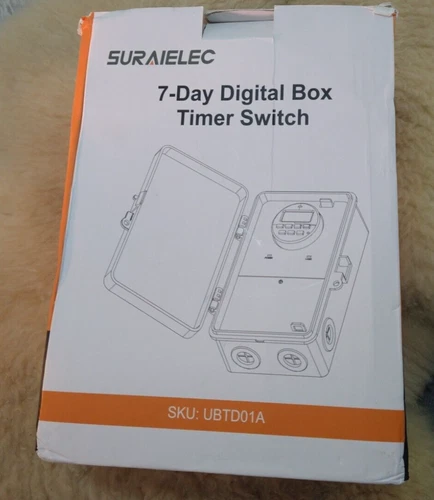 SURAIELEC
7-Day Digital Box
Timer Switch
SKU: UBTD01A